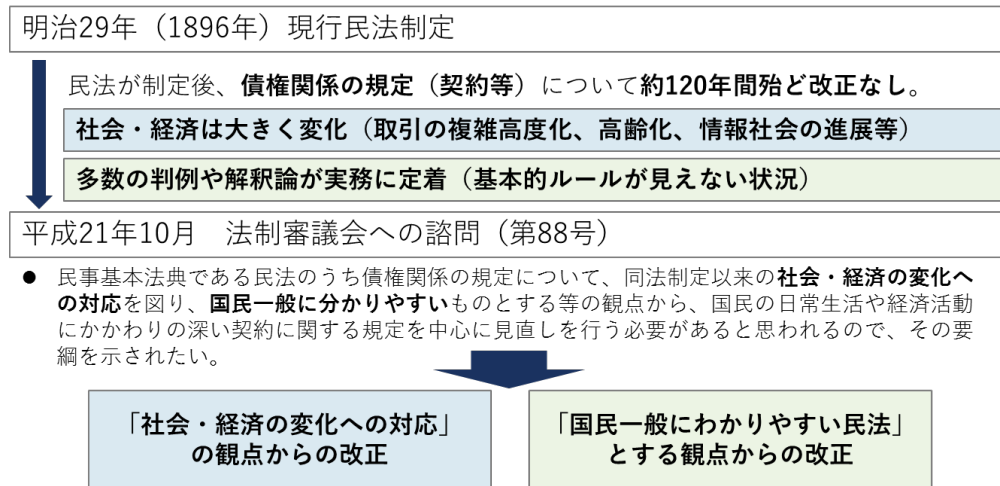 明治29年（1896年）現行民法制定
民法が制定後、債権関係の規定（契約等）について約120年間殆ど改正なし。
社会・経済は大きく変化（取引の複雑高度化、高齢化、情報社会の進展等）
多数の判例や解釈論が実務に定着（基本的ルールが見えない状況）
平成21年10月　法制審議会への諮問（第88号）
● 民事基本法典である民法のうち債権関係の規定について、同法制定以来の社会・経済の変化へ
の対応を図り、国民一般に分かりやすいものとする等の観点から、国民の日常生活や経済活動
にかかわりの深い契約に関する規定を中心に見直しを行う必要があると思われるので、その要
綱を示されたい。
「社会・経済の変化への対応」
の観点からの改正
「国民一般にわかりやすい民法」
とする観点からの改正